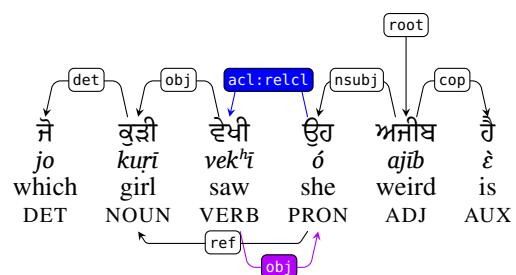 root
det obj acl:relcl nsubj cop
ਜੋ ਕੁੜੀ ਵੇਖੀ ਉਹ ਅਜੀਬ ਹੈ
jo kuṛī vekʰī ó ajīb ɛ̀
which girl saw she weird is
DET NOUN VERB PRON ADJ AUX
ref
obj